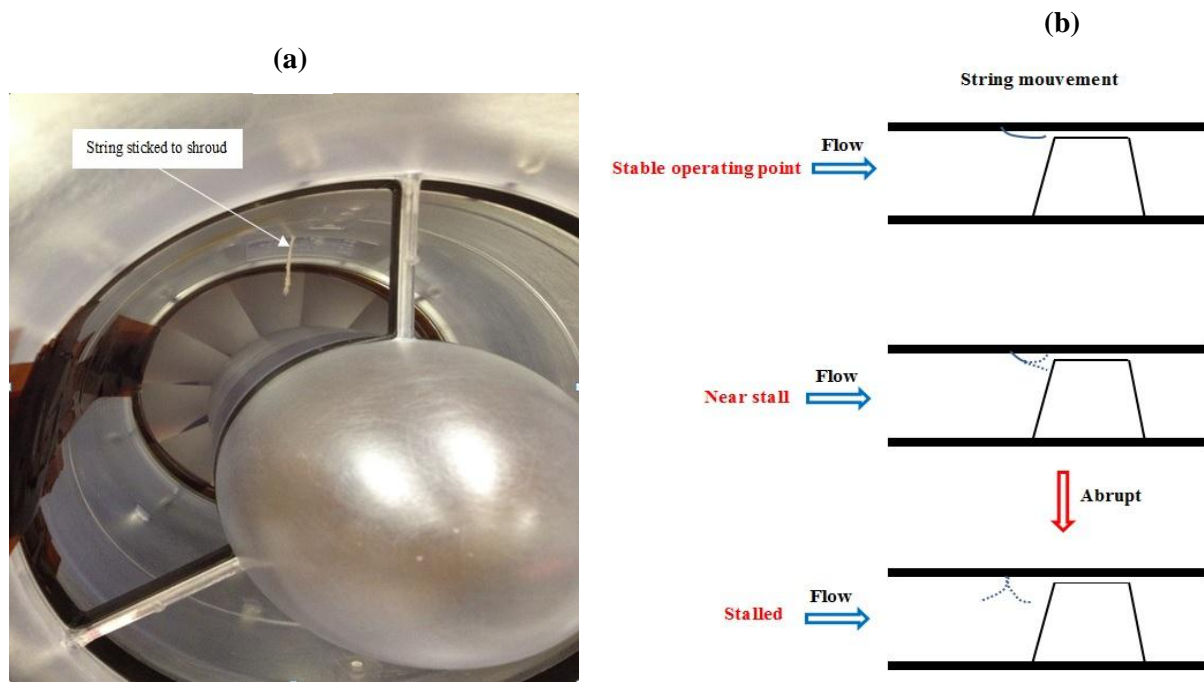 (a)
String sticked to shroud
(b)
String mouvement
Flow
Stable operating point
Flow
Near stall
Abrupt
Flow
Stalled